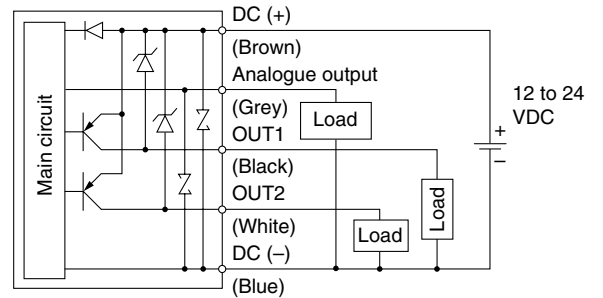 DC (+)
(Brown)
Analogue output
(Grey)
OUT1
(Black)
OUT2
(White)
DC (–)
(Blue)
Main circuit
Load
Load
Load
12 to 24
VDC
+
–